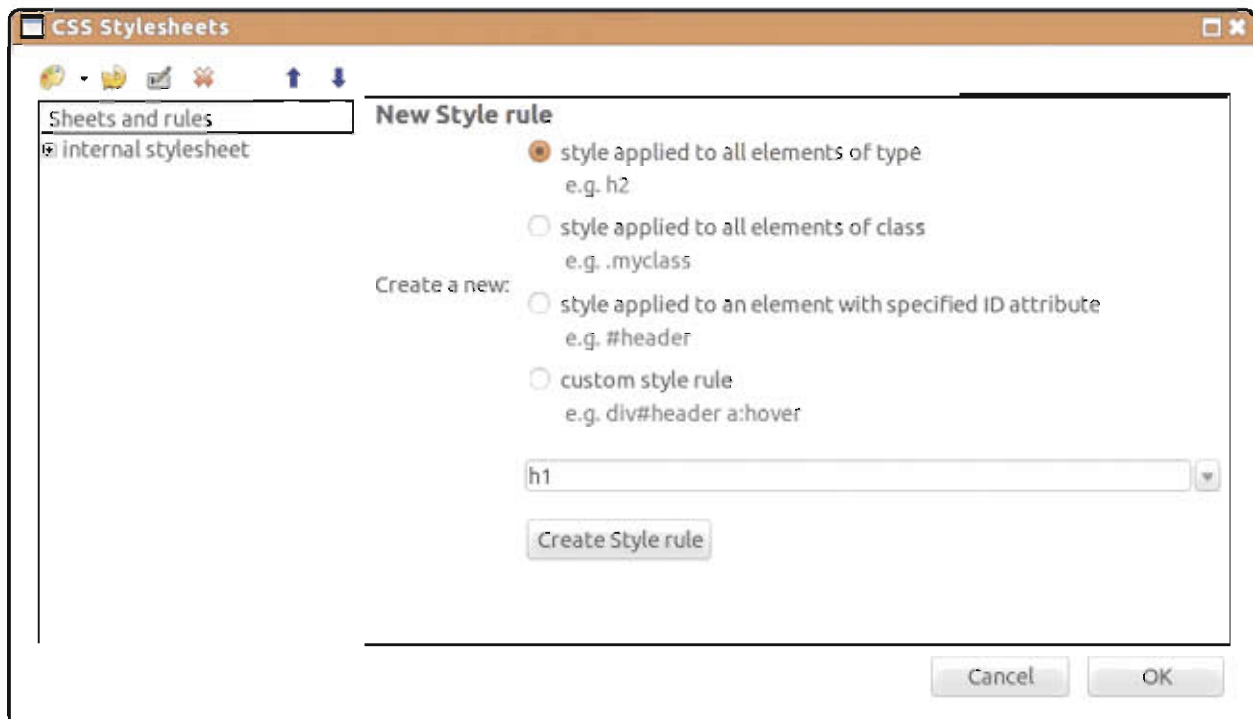 CSS Stylesheets
Sheets and rules
internal stylesheet
New Style rule
Create a new:
style applied to all elements of type
e.g. h2
style applied to all elements of class
e.g. .myclass
style applied to an element with specified ID attribute
e.g. #header
custom style rule
e.g. div#header a:hover
h1
Create Style rule
Cancel
OK